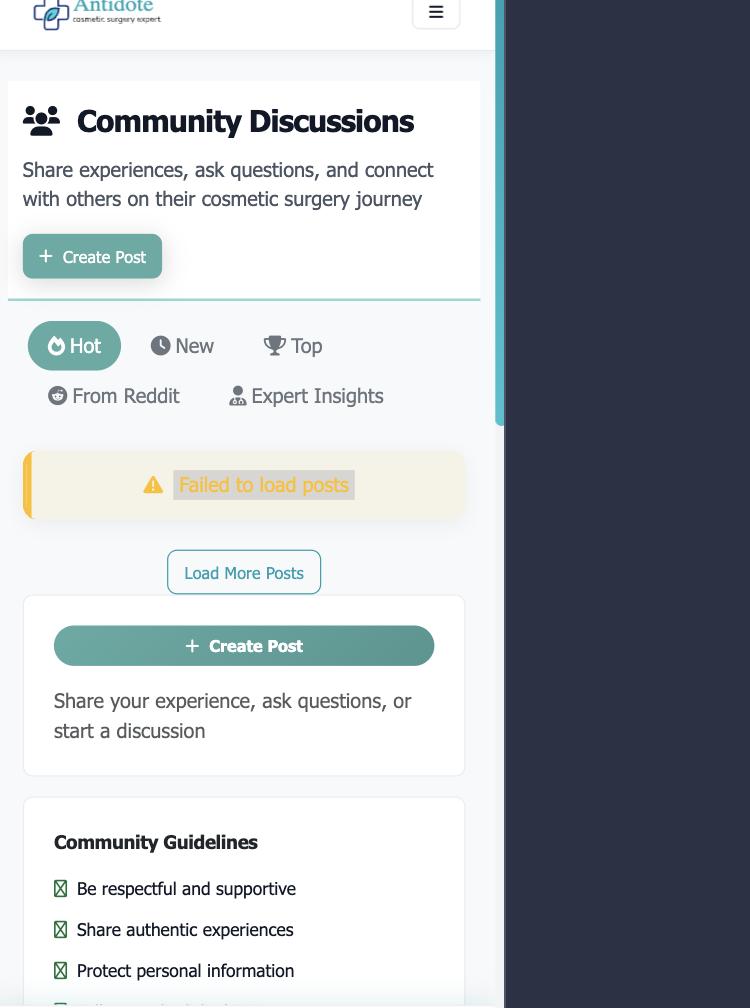 Antidote
cosmetic surgery expert
Community Discussions
Share experiences, ask questions, and connect
with others on their cosmetic surgery journey
+ Create Post
Hot
New
Top
From Reddit
Expert Insights
Failed to load posts
Load More Posts
+ Create Post
Share your experience, ask questions, or
start a discussion
Community Guidelines
Be respectful and supportive
Share authentic experiences
Protect personal information